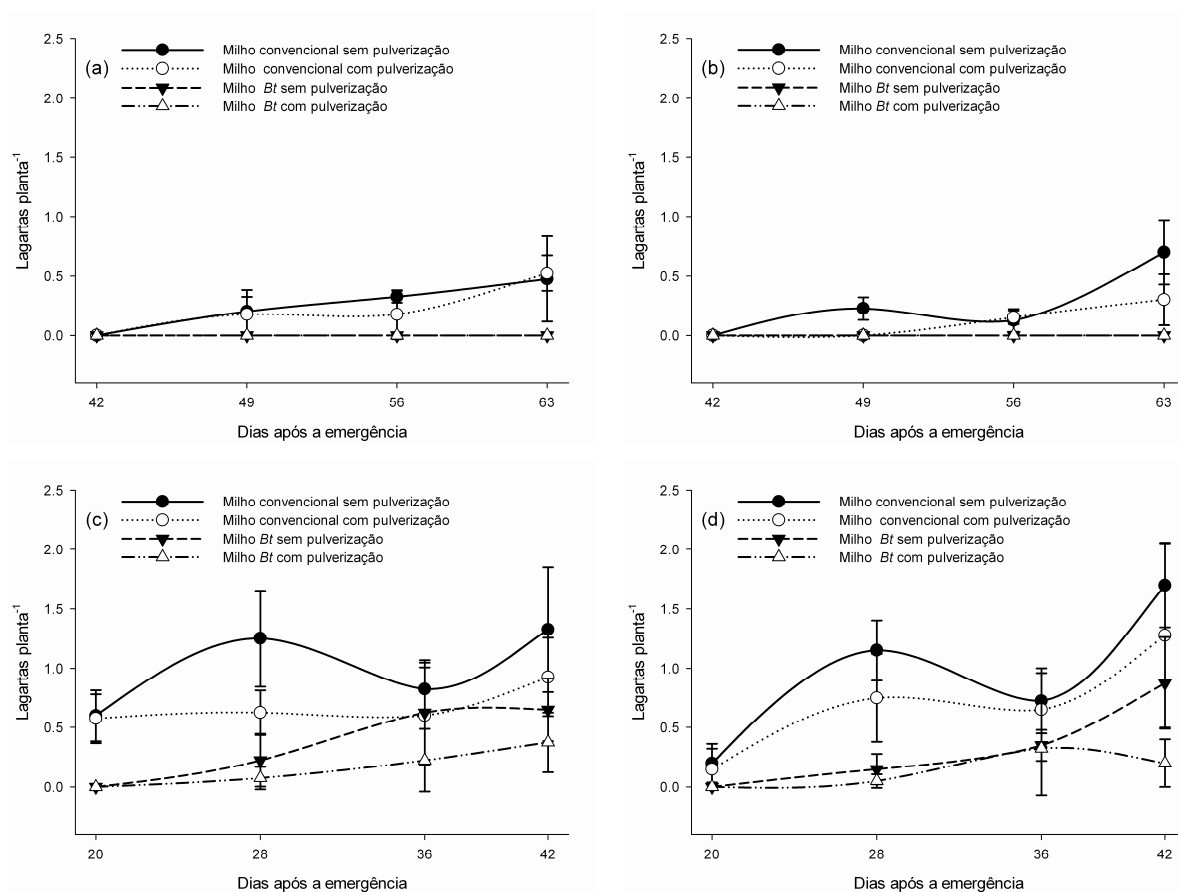 2.5
(a)
Milho convencional sem pulverização
Milho convencional com pulverização
Milho Bt sem pulverização
Milho Bt com pulverização
2.0
1.5
1.0
0.5
0.0
Lagartas planta-1
42 49 56 63
Dias após a emergência
2.5
(b)
Milho convencional sem pulverização
Milho convencional com pulverização
Milho Bt sem pulverização
Milho Bt com pulverização
2.0
1.5
1.0
0.5
0.0
Lagartas planta-1
42 49 56 63
Dias após a emergência
2.5
(c)
Milho convencional sem pulverização
Milho convencional com pulverização
Milho Bt sem pulverização
Milho Bt com pulverização
2.0
1.5
1.0
0.5
0.0
Lagartas planta-1
20 28 36 42
Dias após a emergência
2.5
(d)
Milho convencional sem pulverização
Milho convencional com pulverização
Milho Bt sem pulverização
Milho Bt com pulverização
2.0
1.5
1.0
0.5
0.0
Lagartas planta-1
20 28 36 42
Dias após a emergência